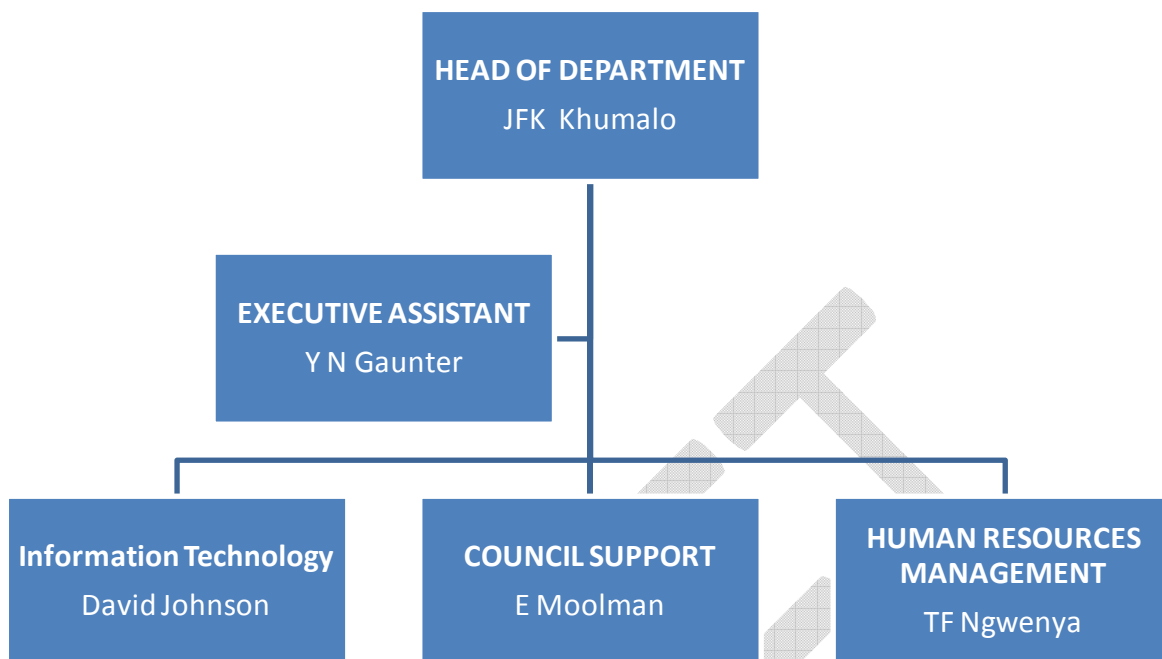 HEAD OF DEPARTMENT
JFK Khumalo
EXECUTIVE ASSISTANT
Y N Gaunter
Information Technology
David Johnson
COUNCIL SUPPORT
E Moolman
HUMAN RESOURCES
MANAGEMENT
TF Ngwenya